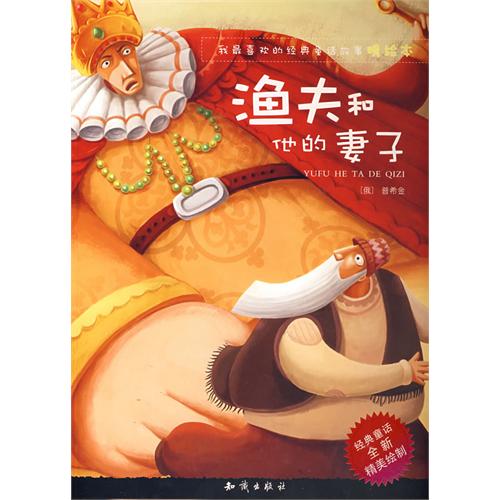 我最喜欢的经典童话故事暖绘本
渔夫和
他的妻子
YUFU HE TA DE QIZI
［俄］ 普希金
经典童话
全新
精美绘制
知识出版社